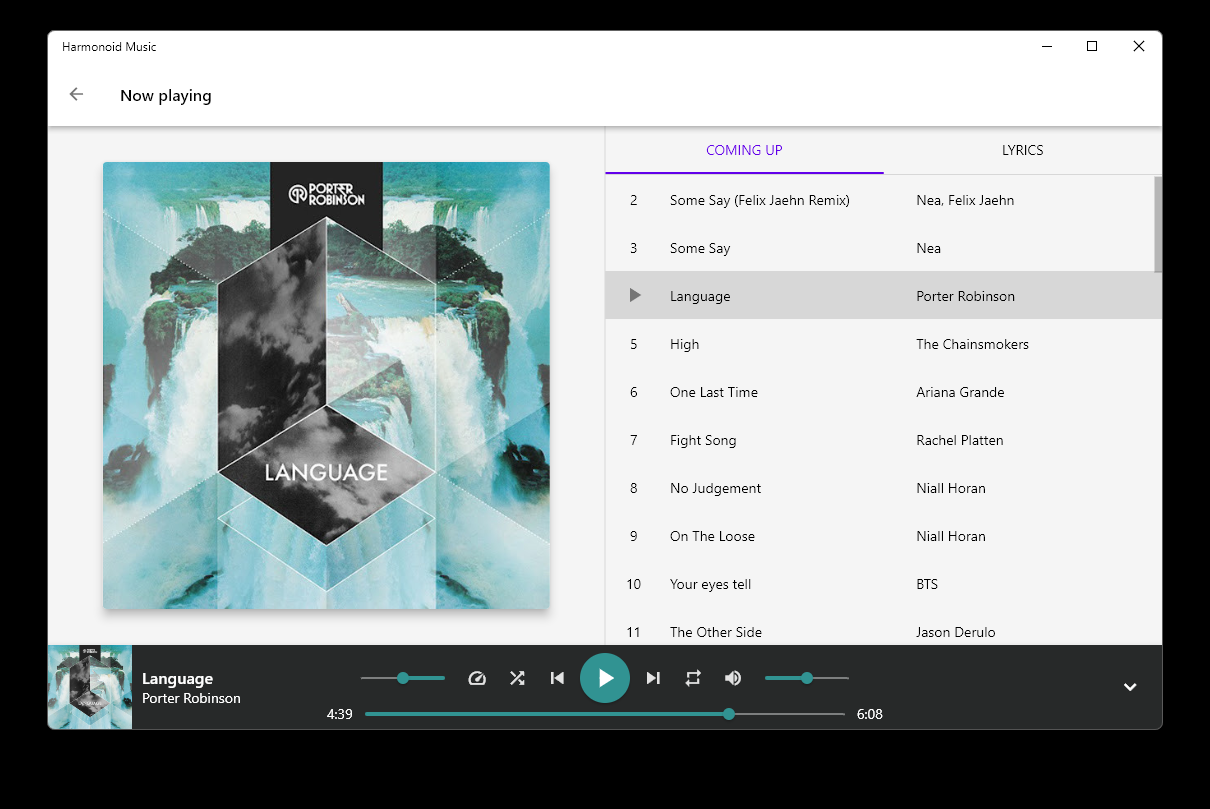 Harmonoid Music
Now playing
PORTER
ROBINSON
LANGUAGE
COMING UP LYRICS
2 Some Say (Felix Jaehn Remix) Nea, Felix Jaehn
3 Some Say Nea
Language Porter Robinson
5 High The Chainsmokers
6 One Last Time Ariana Grande
7 Fight Song Rachel Platten
8 No Judgement Niall Horan
9 On The Loose Niall Horan
10 Your eyes tell BTS
11 The Other Side Jason Derulo
LANGUAGE
Language
Porter Robinson
4:39 6:08